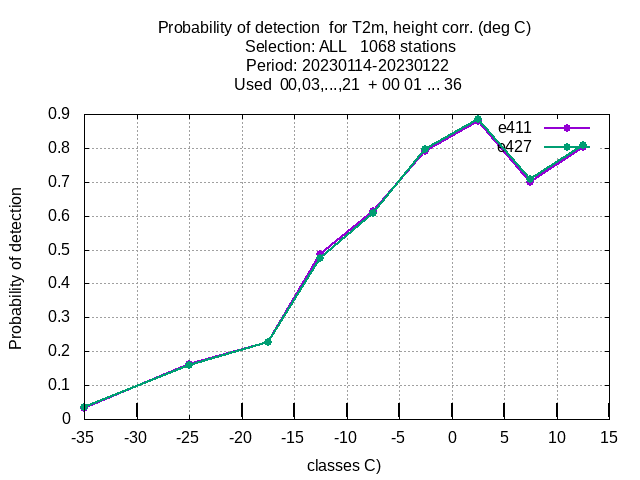 Probability of detection  for T2m, height corr. (deg C)
Selection: ALL   1068 stations
Period: 20230114-20230122
Used  00,03,...,21  + 00 01 ... 36
Probability of detection
0.9
0.8
0.7
0.6
0.5
0.4
0.3
0.2
0.1
0
e411
e427
-35 -30 -25 -20 -15 -10 -5 0 5 10 15
classes C)